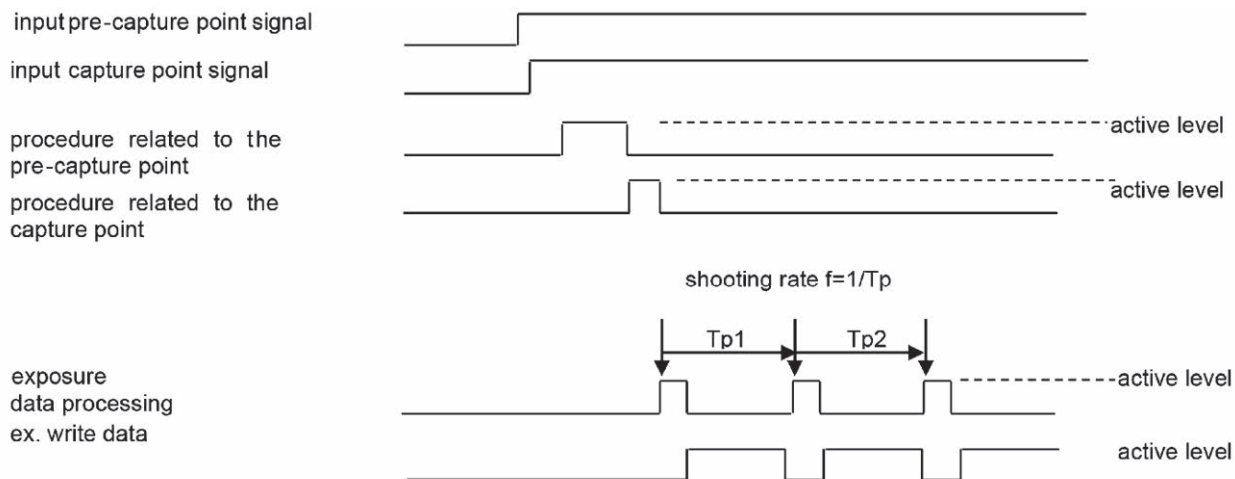 input pre-capture point signal
input capture point signal
procedure related to the
pre-capture point
active level
procedure related to the
capture point
active level
shooting rate f=1/Tp
Tp1
Tp2
exposure
data processing
ex. write data
active level
active level